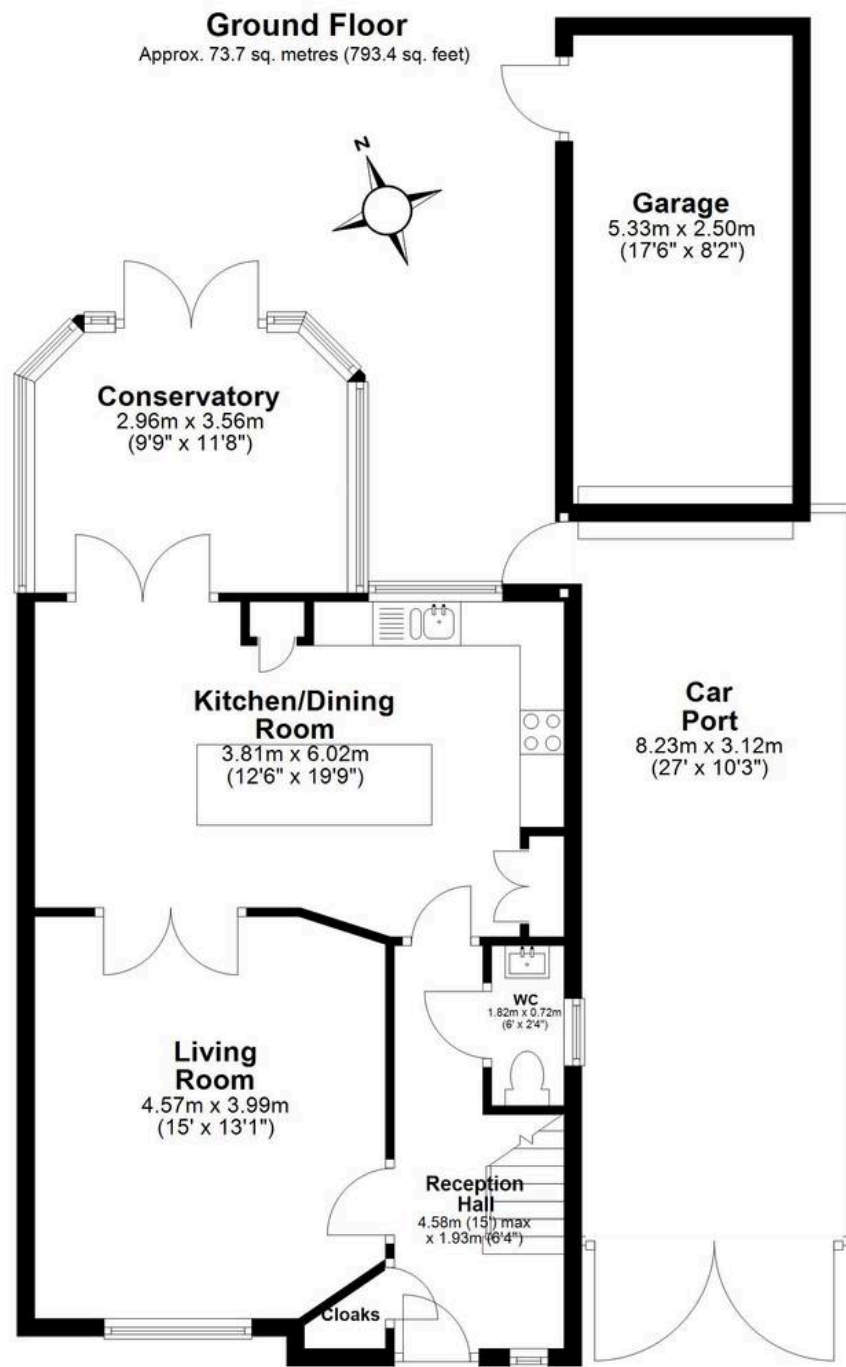 Ground Floor
Approx. 73.7 sq. metres (793.4 sq. feet)
N
Garage
5.33m x 2.50m
(17'6" x 8'2")
Conservatory
2.96m x 3.56m
(9'9" x 11'8")
Kitchen/Dining
Room
3.81m x 6.02m
(12'6" x 19'9")
Car
Port
8.23m x 3.12m
(27' x 10'3")
WC
1.82m x 0.72m
(6' x 2'4")
Living
Room
4.57m x 3.99m
(15' x 13'1")
Reception
Hall
4.58m (15') max
x 1.93m (6'4")
Cloaks